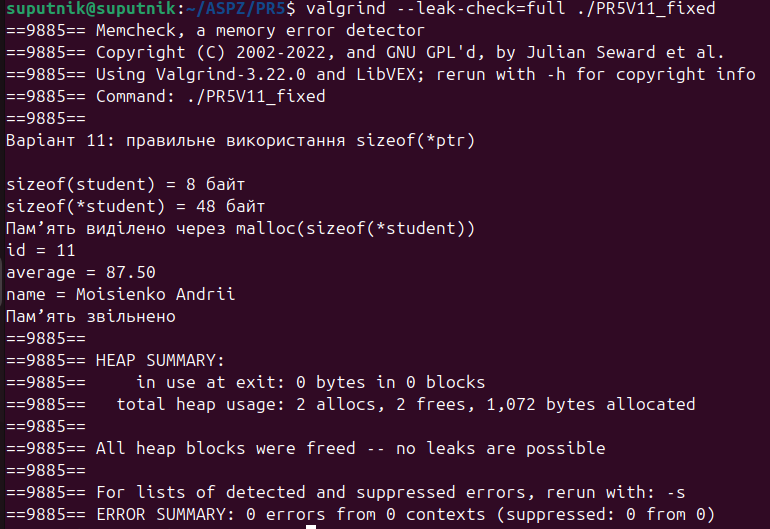 suputnik@suputnik:~/ASPZ/PR5$ valgrind --leak-check=full ./PR5V11_fixed
==9885== Memcheck, a memory error detector
==9885== Copyright (C) 2002-2022, and GNU GPL'd, by Julian Seward et al.
==9885== Using Valgrind-3.22.0 and LibVEX; rerun with -h for copyright info
==9885== Command: ./PR5V11_fixed
==9885==
Варіант 11: правильне використання sizeof(*ptr)
sizeof(student) = 8 байт
sizeof(*student) = 48 байт
Пам’ять виділено через malloc(sizeof(*student))
id = 11
average = 87.50
name = Moisienko Andrii
Пам’ять звільнено
==9885==
==9885== HEAP SUMMARY:
==9885==     in use at exit: 0 bytes in 0 blocks
==9885==   total heap usage: 2 allocs, 2 frees, 1,072 bytes allocated
==9885==
==9885== All heap blocks were freed -- no leaks are possible
==9885==
==9885== For lists of detected and suppressed errors, rerun with: -s
==9885== ERROR SUMMARY: 0 errors from 0 contexts (suppressed: 0 from 0)